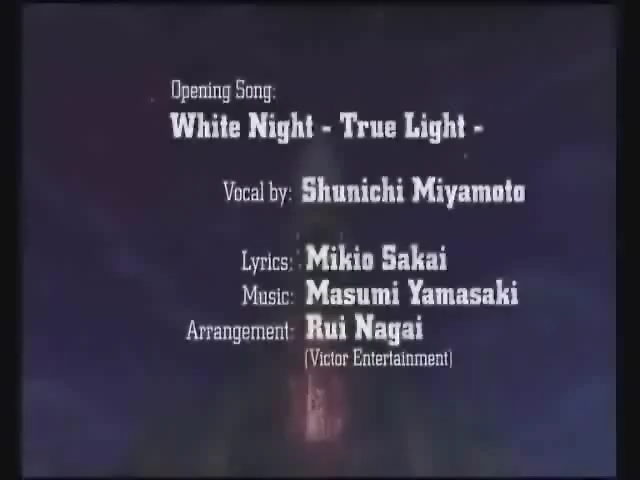 Opening Song:
White Night - True Light -
Vocal by: Shunichi Miyamoto
Lyrics: Mikio Sakai
Music: Masumi Yamasaki
Arrangement: Rui Nagai
(Victor Entertainment)